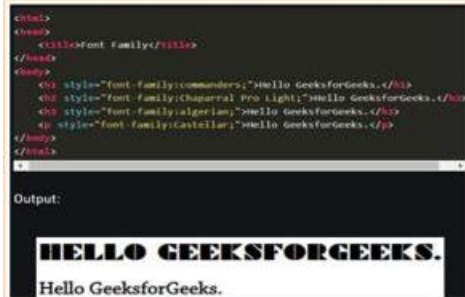 <html>
<head>
<title>Font Family</title>
</head>
<body>
<h1 style="font-family:commanders;">Hello GeeksforGeeks.</h1>
<h2 style="font-family:Chaparral Pro Light;">Hello GeeksforGeeks.</h2>
<h3 style="font-family:algerian;">Hello GeeksforGeeks.</h3>
<p style="font-family:Castellar;">Hello GeeksforGeeks.</p>
</body>
</html>
Output:
HELLO GEEKSFORGEEKS.
Hello GeeksforGeeks.